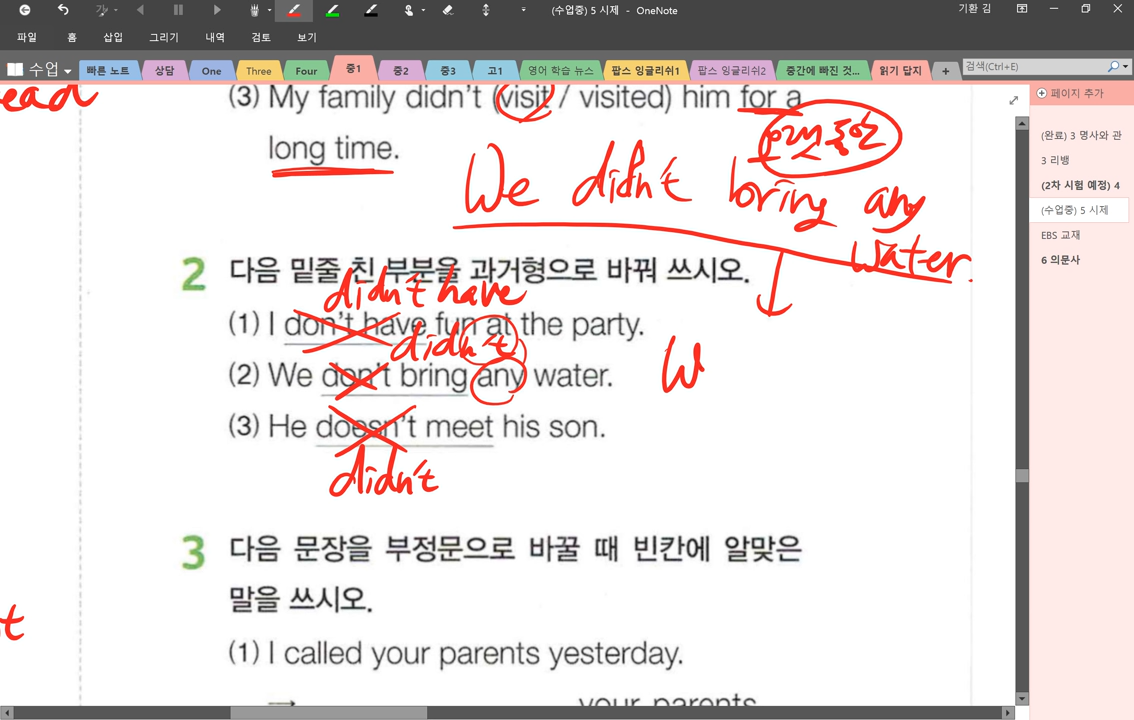 (수업중) 5 시제 - OneNote
기환 김
파일 홈 삽입 그리기 내역 검토 보기
수업 빠른 노트 상담 One Three Four 중1 중2 중3 고1 영어 학습 뉴스 팝스 잉글리쉬1 팝스 잉글리쉬2 중간에 빠진 것... 읽기 답지 + 검색(Ctrl+E)
페이지 추가
(완료) 3 명사와 관
3 리뱅
(2차 시험 예정) 4
(수업중) 5 시제
EBS 교재
6 의문사
ead
(3) My family didn't (visit / visited) him for a
long time.
We didn't bring any
water.
2 다음 밑줄 친 부분을 과거형으로 바꿔 쓰시오.
didn't have
(1) I don't have fun at the party.
didn't
(2) We don't bring any water.
W
(3) He doesn't meet his son.
didn't
3 다음 문장을 부정문으로 바꿀 때 빈칸에 알맞은
말을 쓰시오.
t
(1) I called your parents yesterday.
→ your parents